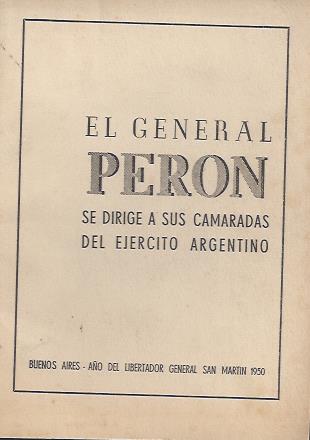 EL GENERAL
PERON
SE DIRIGE A SUS CAMARADAS
DEL EJERCITO ARGENTINO
BUENOS AIRES - AÑO DEL LIBERTADOR GENERAL SAN MARTIN 1950